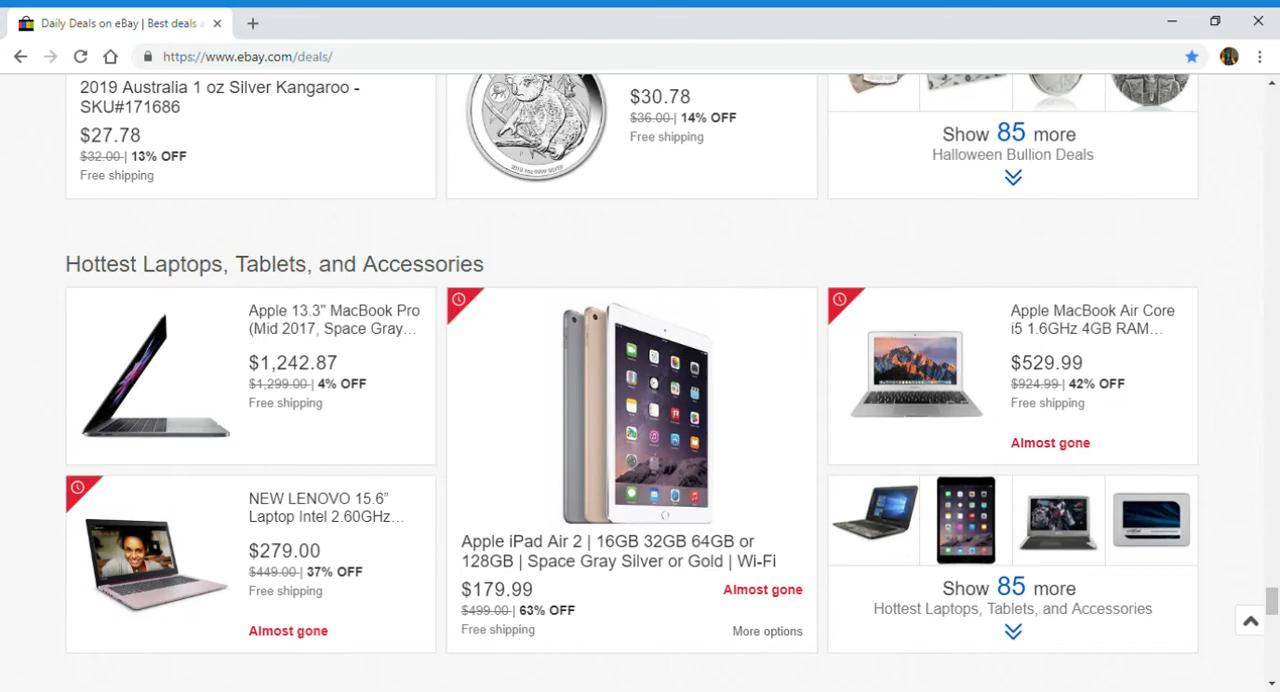 Daily Deals on eBay | Best deals a
https://www.ebay.com/deals/
2019 Australia 1 oz Silver Kangaroo -
SKU#171686
$27.78
$32.00 | 13% OFF
Free shipping
$30.78
$36.00 | 14% OFF
Free shipping
Show 85 more
Halloween Bullion Deals
Hottest Laptops, Tablets, and Accessories
Apple 13.3" MacBook Pro
(Mid 2017, Space Gray...
$1,242.87
$1,299.00 | 4% OFF
Free shipping
NEW LENOVO 15.6”
Laptop Intel 2.60GHz...
$279.00
$449.00 | 37% OFF
Free shipping
Almost gone
Apple iPad Air 2 | 16GB 32GB 64GB or
128GB | Space Gray Silver or Gold | Wi-Fi
$179.99
Almost gone
$499.00 | 63% OFF
Free shipping
More options
Apple MacBook Air Core
i5 1.6GHz 4GB RAM...
$529.99
$924.99 | 42% OFF
Free shipping
Almost gone
Show 85 more
Hottest Laptops, Tablets, and Accessories